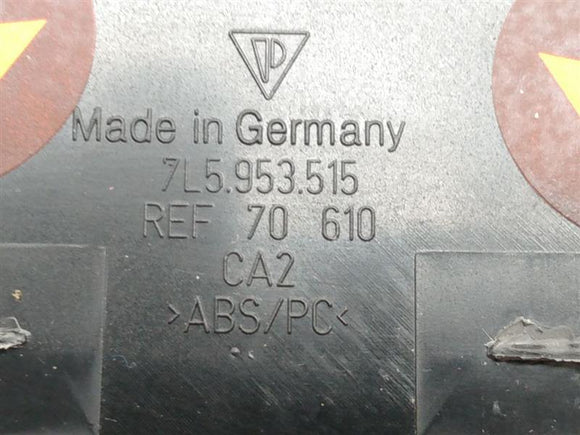 Made in Germany
7L5.953.515
REF 70 610
CA2
>ABS/PC<